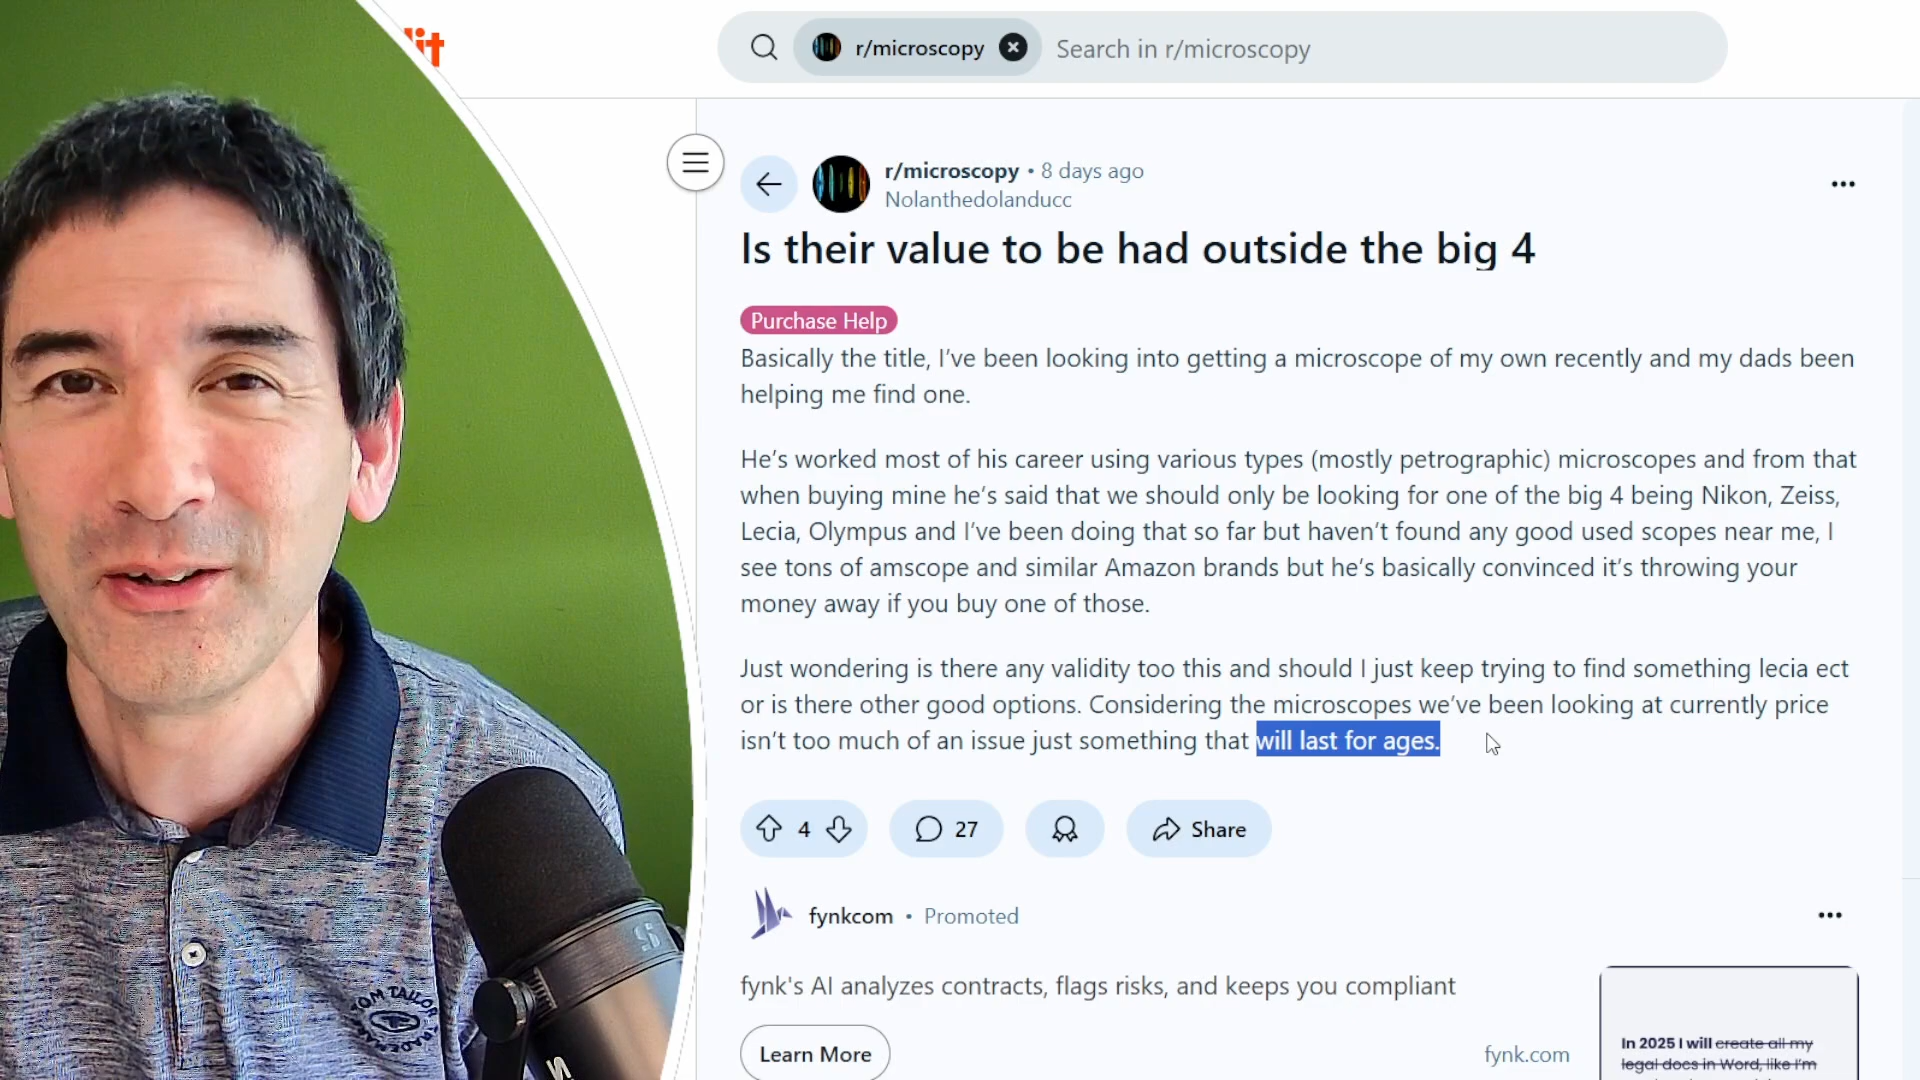 it
r/microscopy
Search in r/microscopy
r/microscopy • 8 days ago
Nolanthedolanducc
Is their value to be had outside the big 4
Purchase Help
Basically the title, I've been looking into getting a microscope of my own recently and my dads been
helping me find one.
He's worked most of his career using various types (mostly petrographic) microscopes and from that
when buying mine he's said that we should only be looking for one of the big 4 being Nikon, Zeiss,
Lecia, Olympus and I've been doing that so far but haven't found any good used scopes near me, I
see tons of amscope and similar Amazon brands but he's basically convinced it's throwing your
money away if you buy one of those.
Just wondering is there any validity too this and should I just keep trying to find something lecia ect
or is there other good options. Considering the microscopes we've been looking at currently price
isn't too much of an issue just something that will last for ages.
4
27
Share
fynkcom • Promoted
fynk's AI analyzes contracts, flags risks, and keeps you compliant
Learn More
fynk.com
In 2025 I will create all my
legal docs in Word, like I'm
TOM TAILOR
TRADEMARK